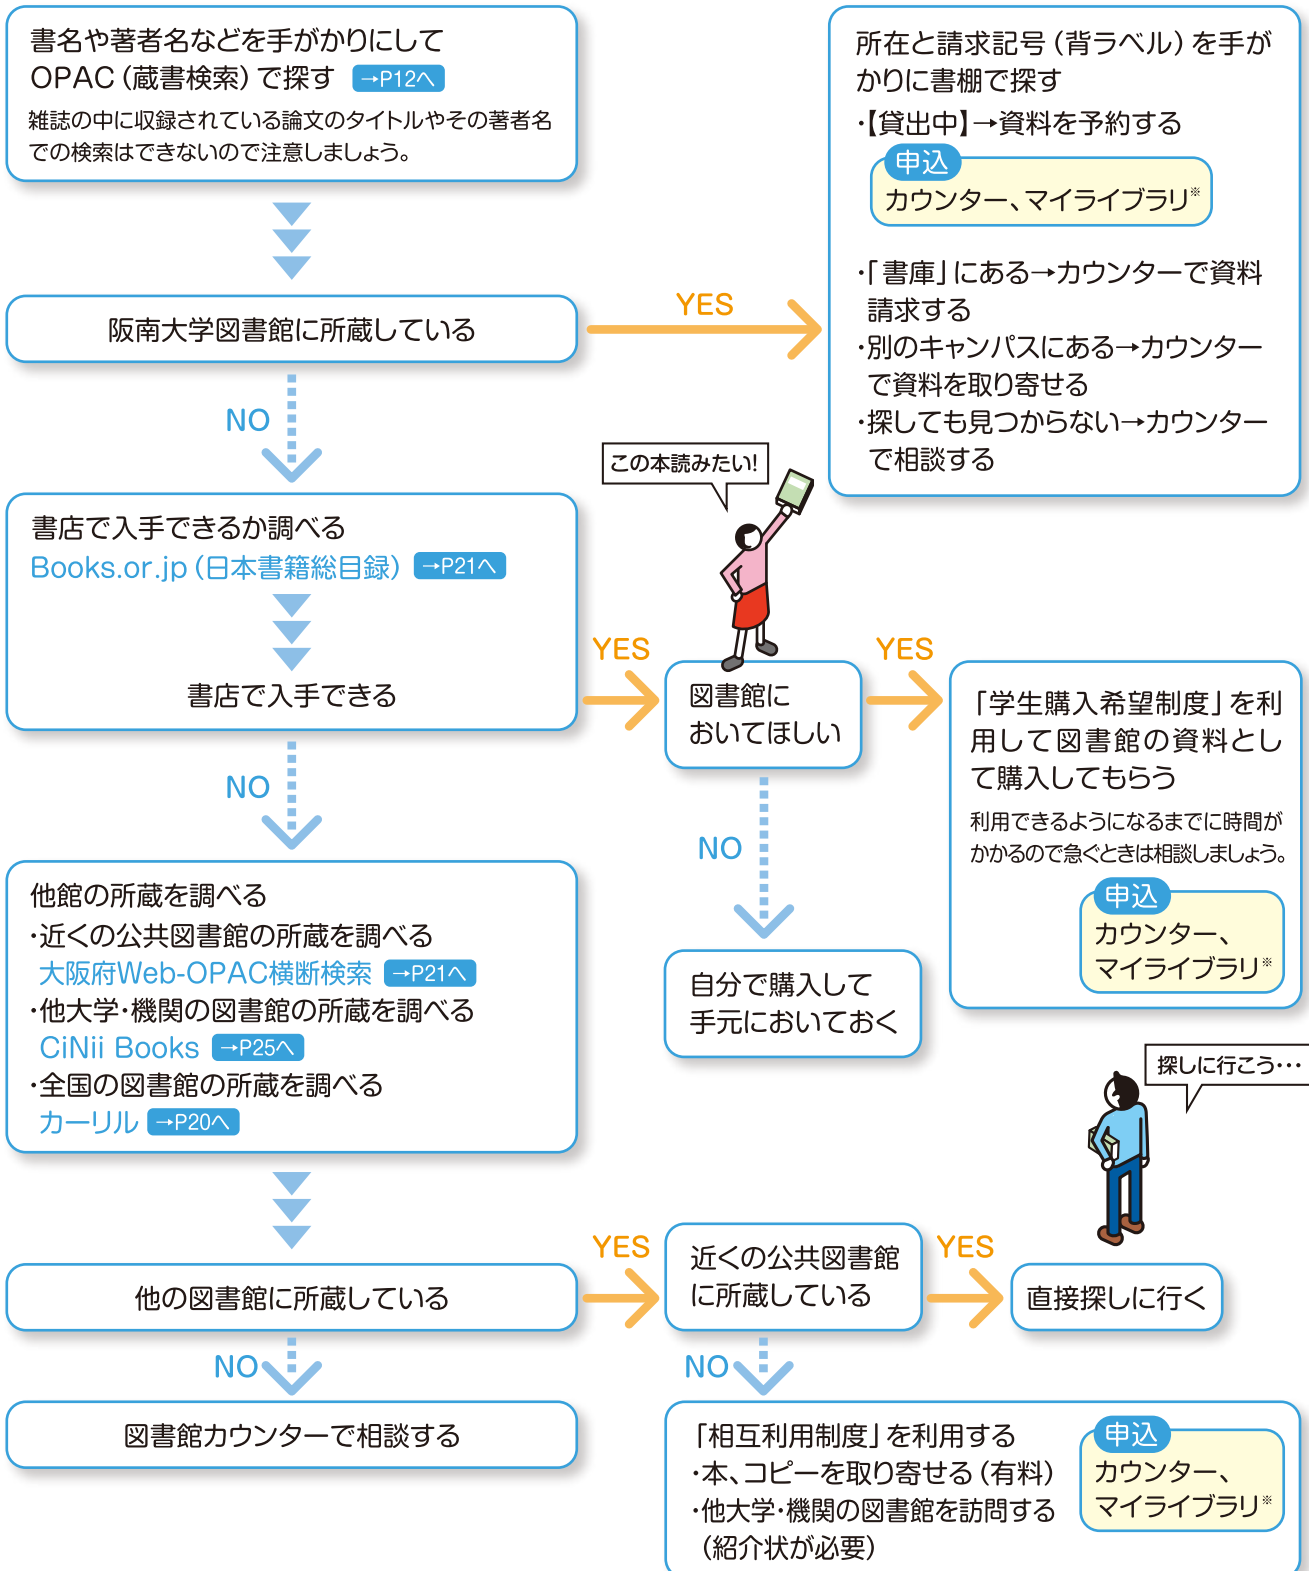 書名や著者名などを手がかりにして
OPAC（蔵書検索）で探す →P12へ
雑誌の中に収録されている論文のタイトルやその著者名
での検索はできないので注意しましょう。
阪南大学図書館に所蔵している
YES
所在と請求記号（背ラベル）を手が
かりに書棚で探す
・【貸出中】→資料を予約する
申込
カウンター、マイライブラリ※
・「書庫」にある→カウンターで資料
請求する
・別のキャンパスにある→カウンター
で資料を取り寄せる
・探しても見つからない→カウンター
で相談する
NO
書店で入手できるか調べる
Books.or.jp（日本書籍総目録） →P21へ
書店で入手できる
YES
この本読みたい！
図書館に
おいてほしい
YES
「学生購入希望制度」を利
用して図書館の資料とし
て購入してもらう
利用できるようになるまでに時間が
かかるので急ぐときは相談しましょう。
申込
カウンター、
マイライブラリ※
NO
自分で購入して
手元においておく
NO
他館の所蔵を調べる
・近くの公共図書館の所蔵を調べる
大阪府Web-OPAC横断検索 →P21へ
・他大学・機関の図書館の所蔵を調べる
CiNii Books →P25へ
・全国の図書館の所蔵を調べる
カーリル →P20へ
他の図書館に所蔵している
YES
近くの公共図書館
に所蔵している
YES
探しに行こう・・・
直接探しに行く
NO
図書館カウンターで相談する
NO
「相互利用制度」を利用する
・本、コピーを取り寄せる（有料）
・他大学・機関の図書館を訪問する
（紹介状が必要）
申込
カウンター、
マイライブラリ※